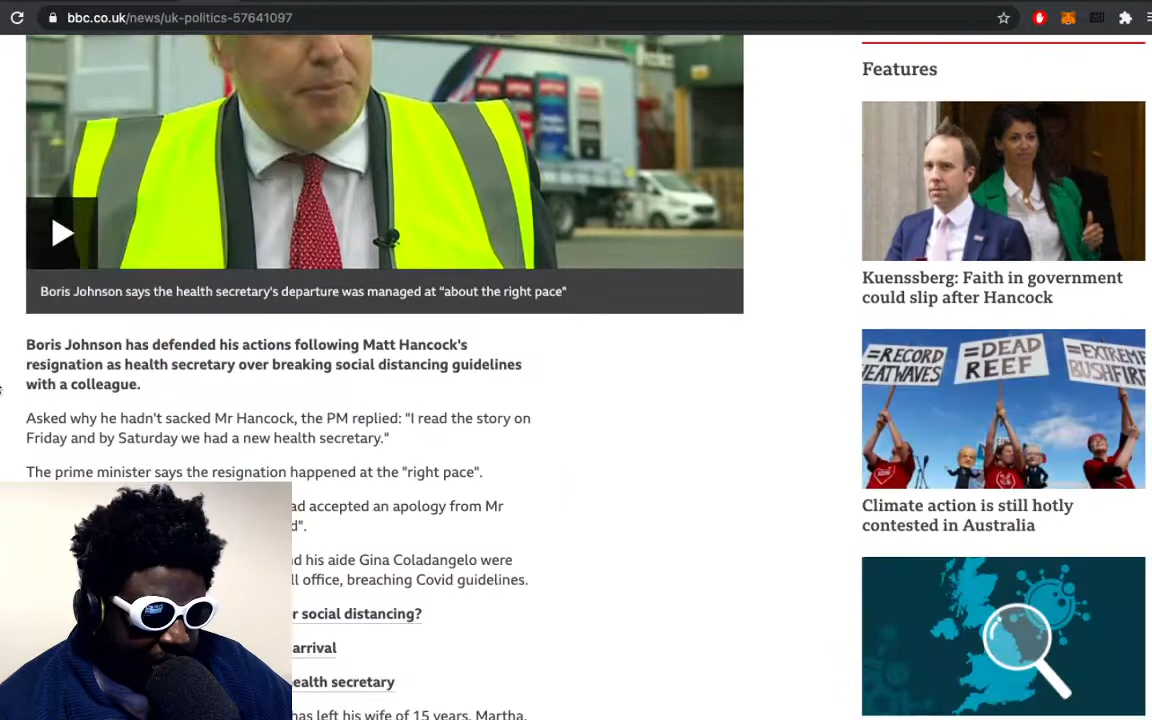 bbc.co.uk/news/uk-politics-57641097
Features
Boris Johnson says the health secretary's departure was managed at “about the right pace"
Kuenssberg: Faith in government
could slip after Hancock
Boris Johnson has defended his actions following Matt Hancock's
resignation as health secretary over breaking social distancing guidelines
with a colleague.
=RECORD
=DEAD
REEF
=EXTREME
BUSHFIR
Asked why he hadn't sacked Mr Hancock, the PM replied: "I read the story on
Friday and by Saturday we had a new health secretary."
The prime minister says the resignation happened at the "right pace".
ad accepted an apology from Mr
d".
Climate action is still hotly
contested in Australia
nd his aide Gina Coladangelo were
ll office, breaching Covid guidelines.
r social distancing?
arrival
ealth secretary
has left his wife of 15 years, Martha,